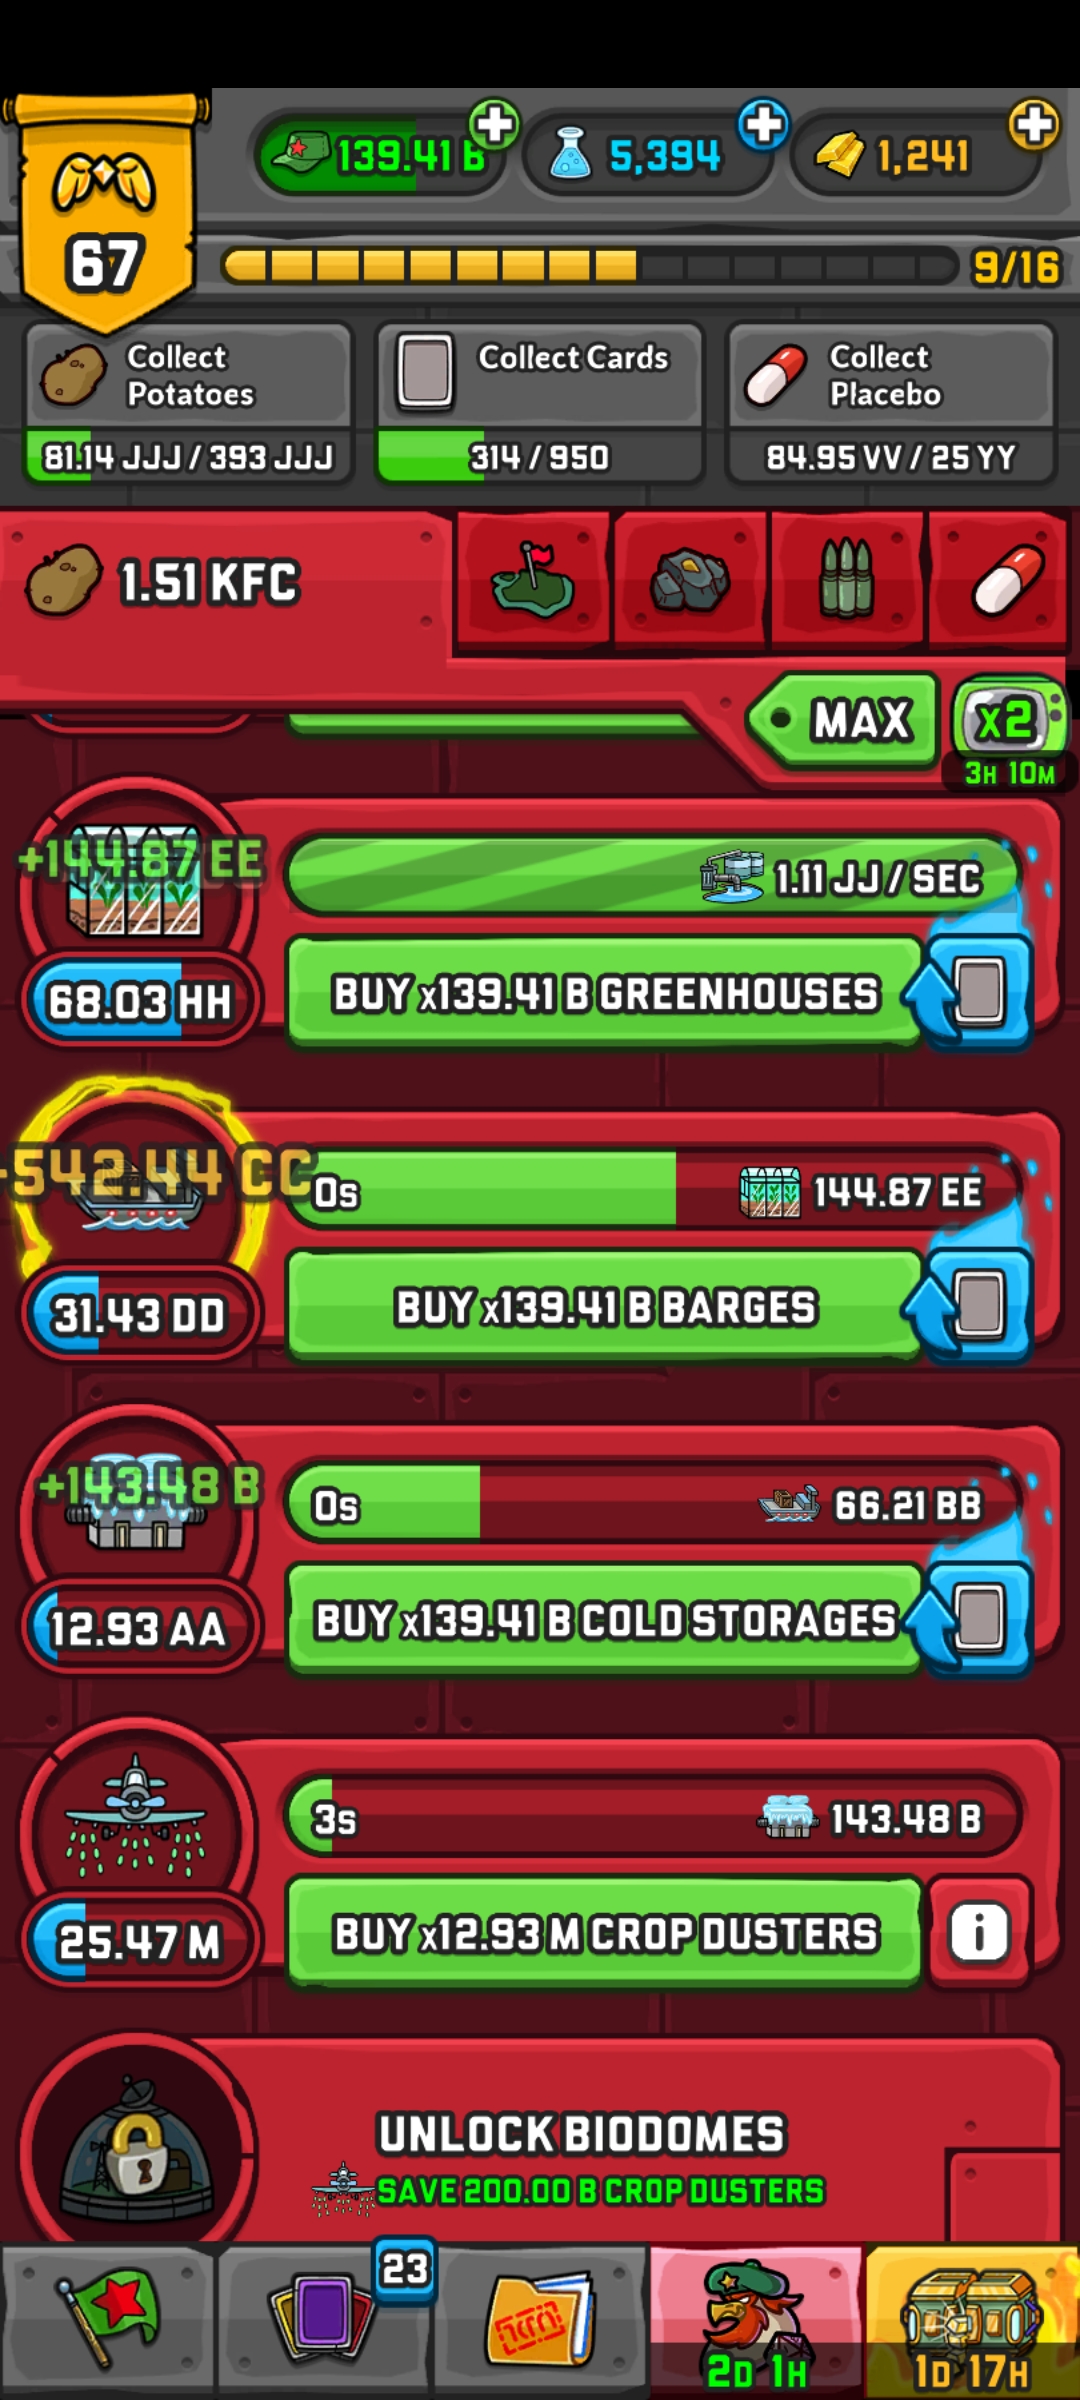 139.41 B
5,394
1,241
67
9/16
Collect
Potatoes
81.14 JJJ / 393 JJJ
Collect Cards
314 / 950
Collect
Placebo
84.95 VV / 25 YY
1.51 KFC
MAX
x2
3H 10M
+144.87 EE
1.11 JJ / SEC
68.03 HH
BUY x139.41 B GREENHOUSES
542.44 CC
0s
144.87 EE
31.43 DD
BUY x139.41 B BARGES
+143.48 B
0s
66.21 BB
12.93 AA
BUY x139.41 B COLD STORAGES
3s
143.48 B
25.47 M
BUY x12.93 M CROP DUSTERS
i
UNLOCK BIODOMES
SAVE 200.00 B CROP DUSTERS
23
2D 1H
1D 17H